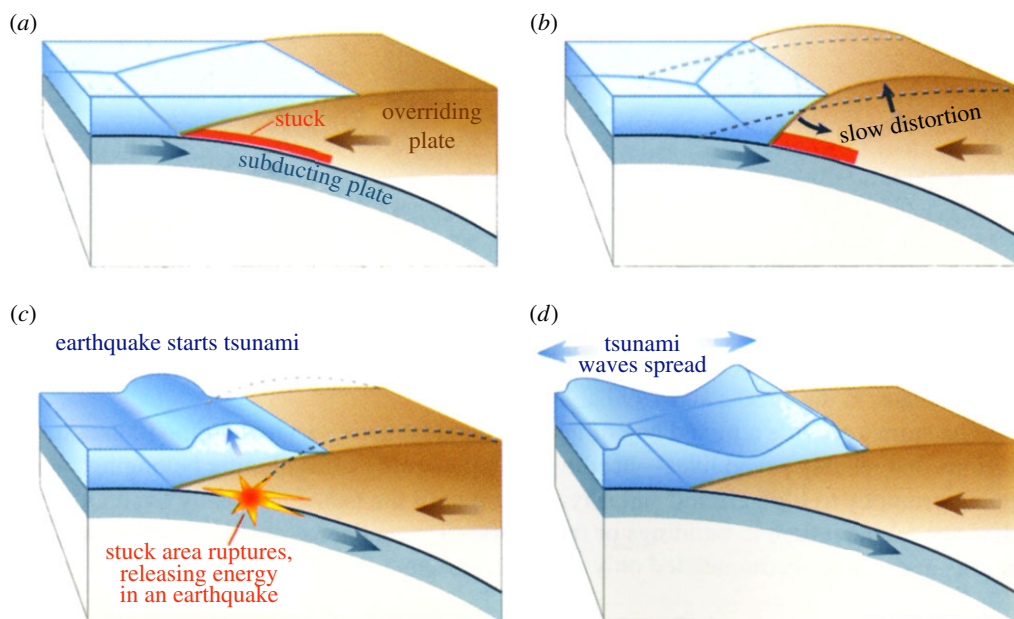 (a)
stuck
overriding
plate
subducting plate
(b)
slow distortion
(c)
earthquake starts tsunami
stuck area ruptures,
releasing energy
in an earthquake
(d)
tsunami
waves spread